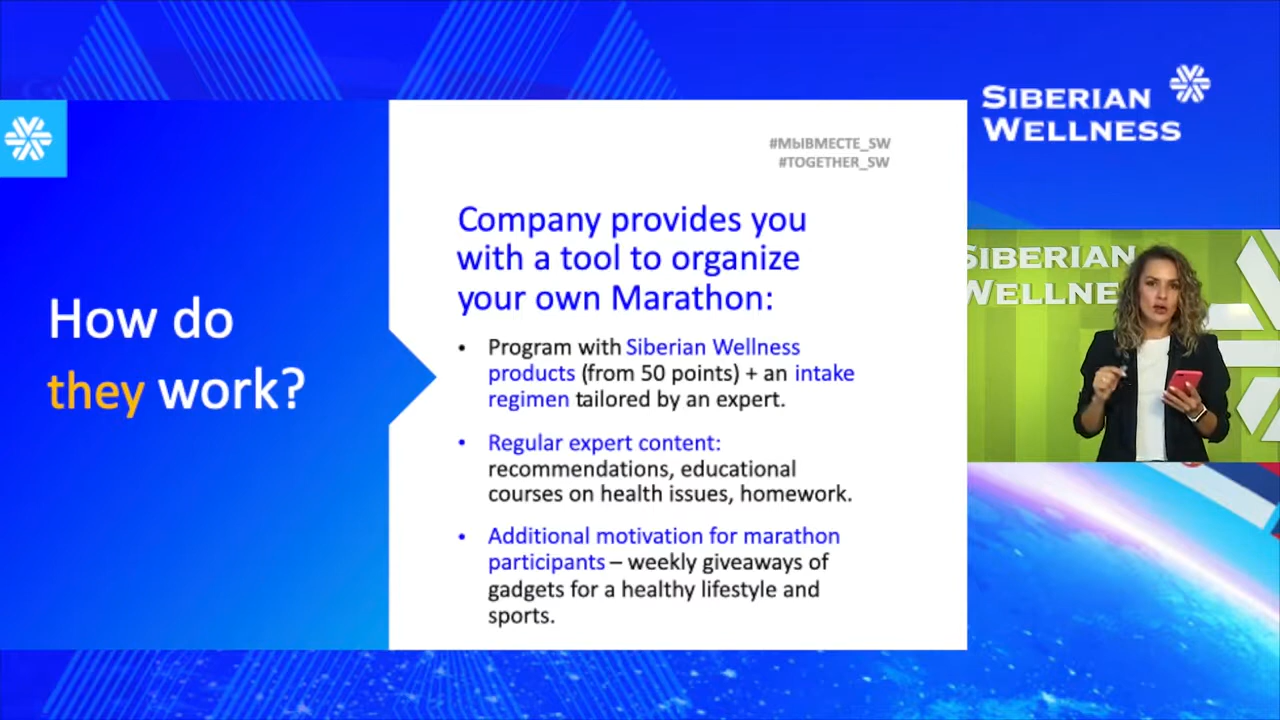 How do
they work?
#МЫВМЕСТЕ_SW
#TOGETHER_SW
Company provides you
with a tool to organize
your own Marathon:
• Program with Siberian Wellness
products (from 50 points) + an intake
regimen tailored by an expert.
• Regular expert content:
recommendations, educational
courses on health issues, homework.
• Additional motivation for marathon
participants – weekly giveaways of
gadgets for a healthy lifestyle and
sports.
SIBERIAN
WELLNESS
SIBERIAN
WELLNE